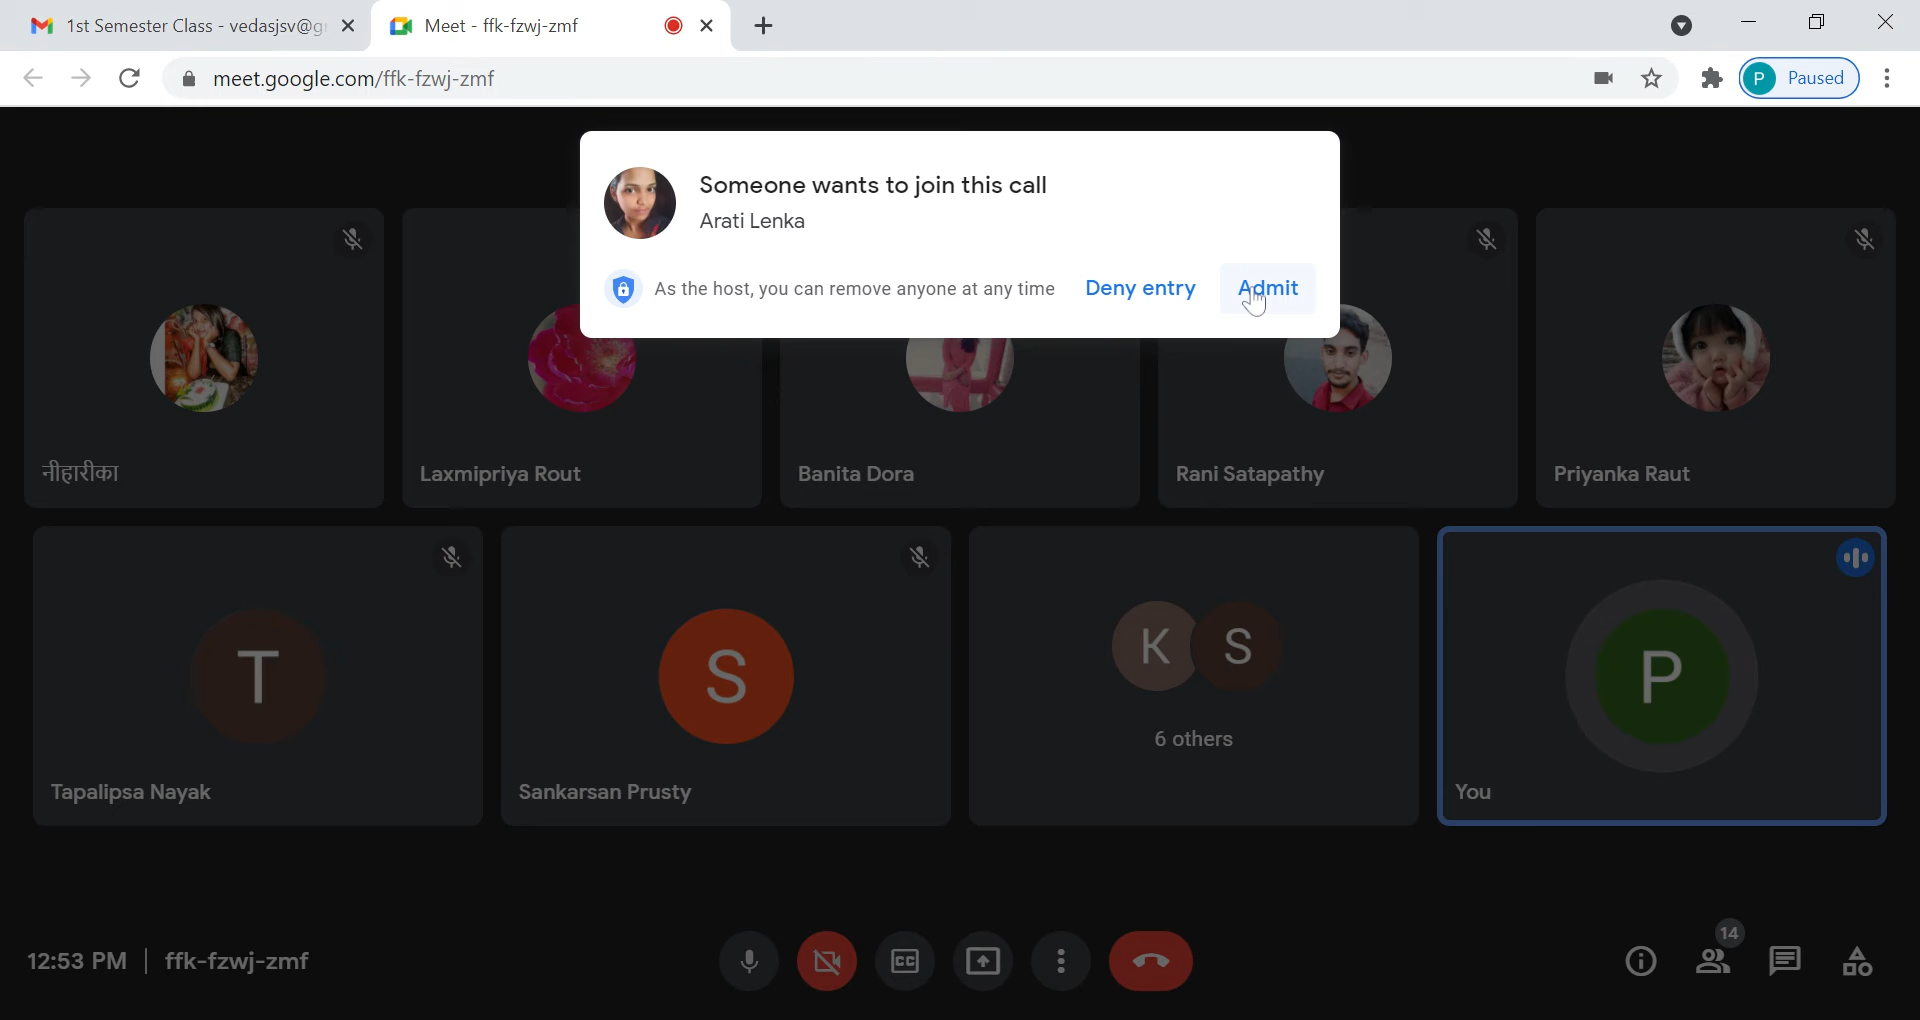 1st Semester Class - vedasjsv@g
Meet - ffk-fzwj-zmf
meet.google.com/ffk-fzwj-zmf
P Paused
Someone wants to join this call
Arati Lenka
As the host, you can remove anyone at any time
Deny entry
Admit
नीहारीका
Laxmipriya Rout
Banita Dora
Rani Satapathy
Priyanka Raut
T
S
K S
P
6 others
Tapalipsa Nayak
Sankarsan Prusty
You
12:53 PM | ffk-fzwj-zmf
CC
14